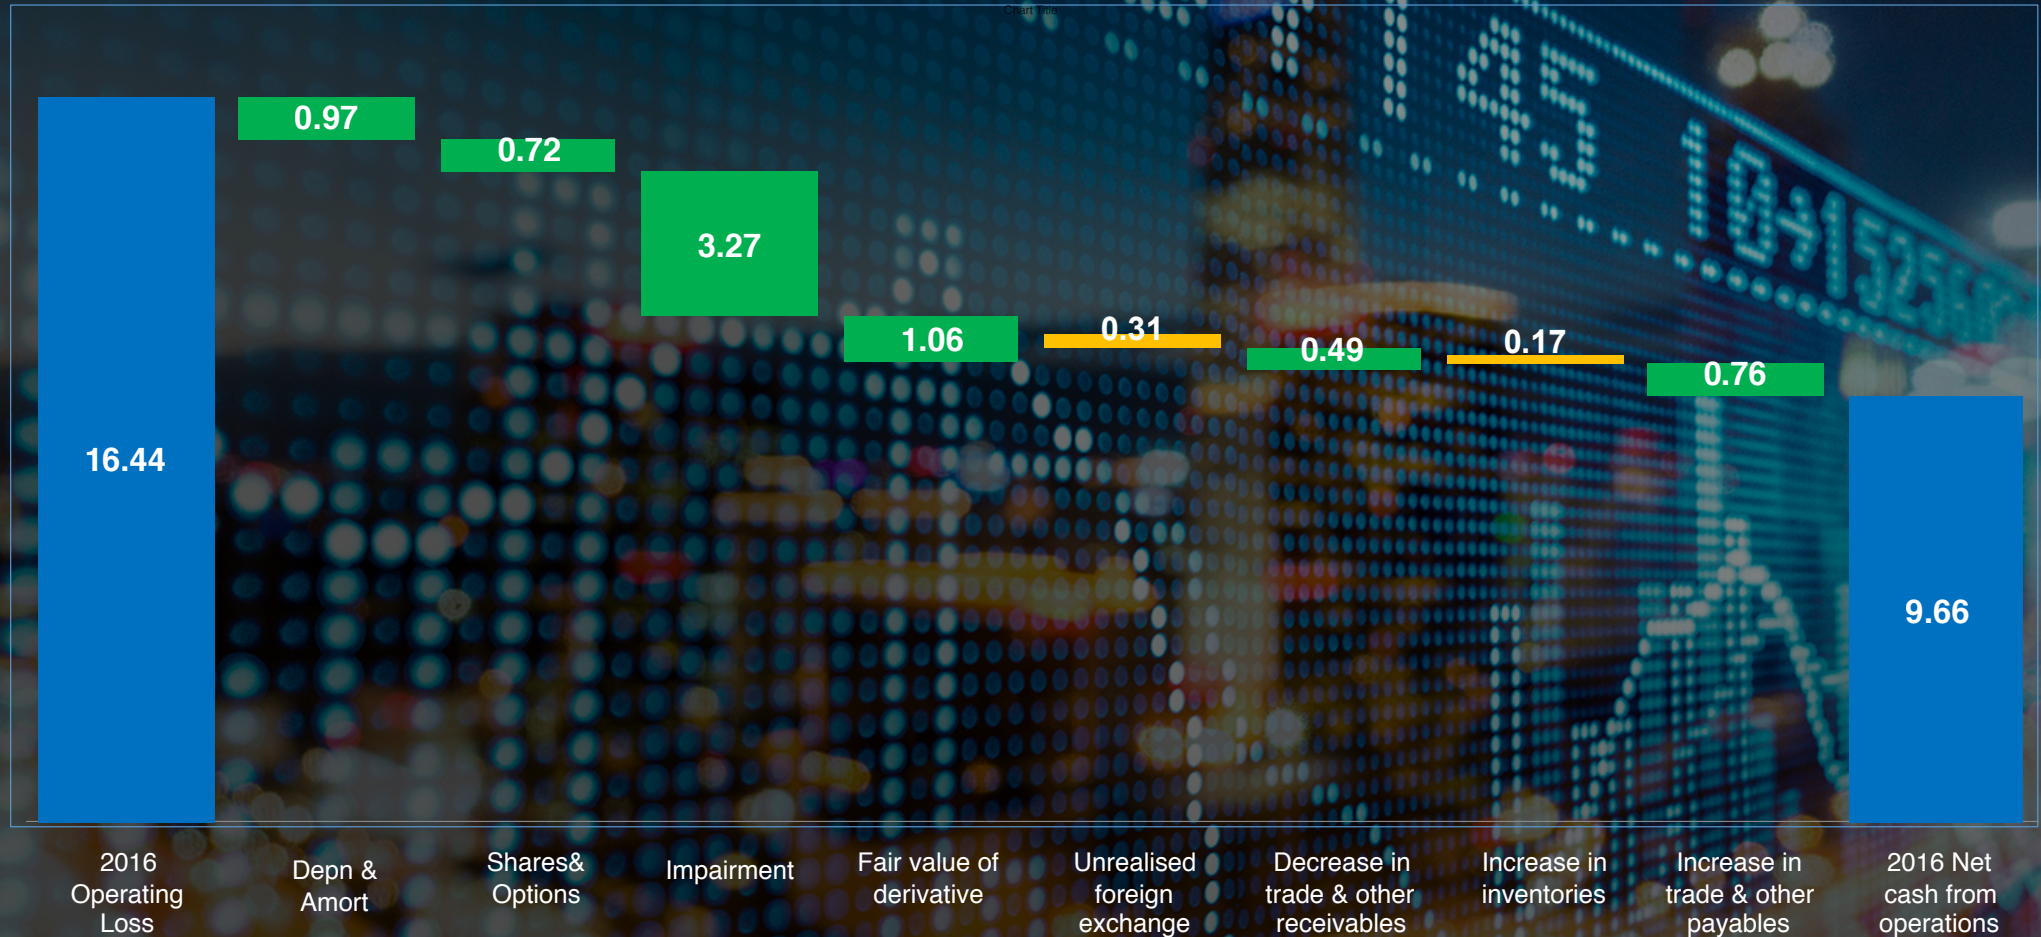 Chart Title
0.97
0.72
3.27
1.06
0.31
0.49
0.17
0.76
16.44
9.66
2016
Operating
Loss
Depn &
Amort
Shares&
Options
Impairment
Fair value of
derivative
Unrealised
foreign
exchange
Decrease in
trade & other
receivables
Increase in
inventories
Increase in
trade & other
payables
2016 Net
cash from
operations